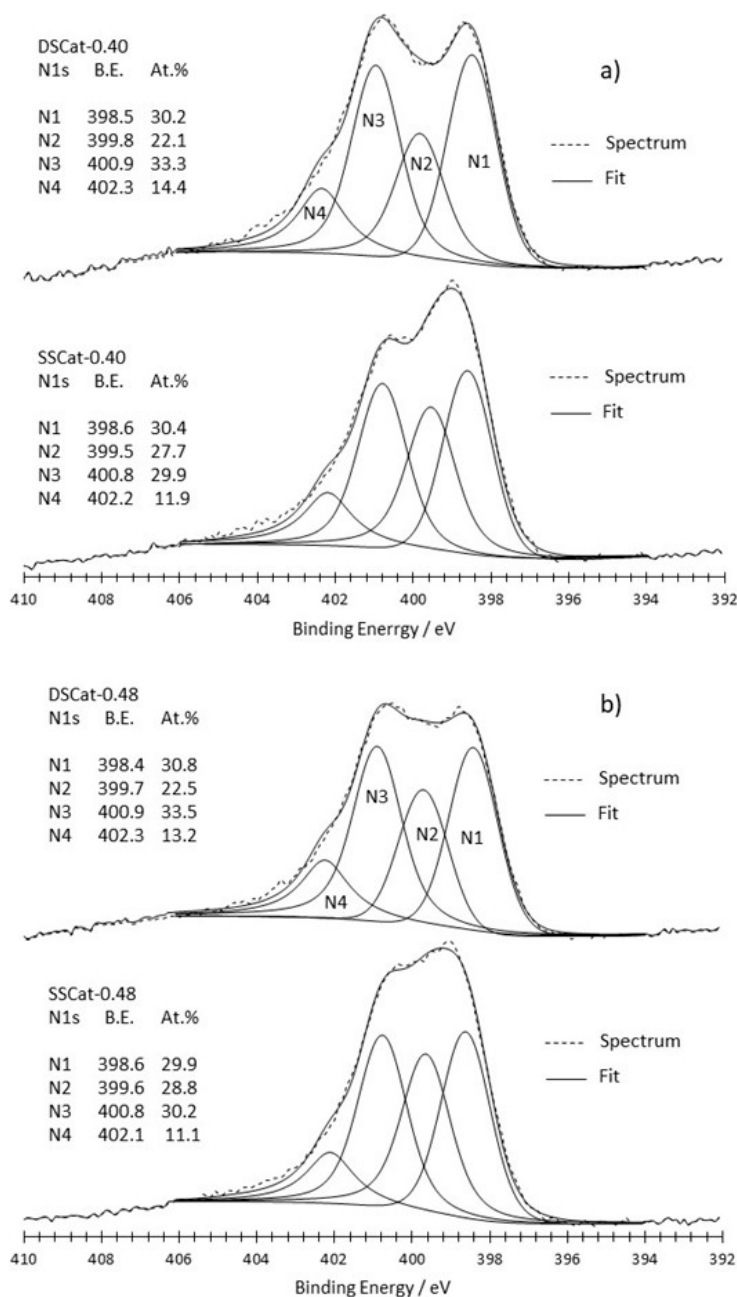 DSCat-0.40
N1s B.E. At.%
a)
N1 398.5 30.2
N2 399.8 22.1
N3 400.9 33.3
N4 402.3 14.4
N3
N2
N1
N4
Spectrum
Fit
SSCat-0.40
N1s B.E. At.%
N1 398.6 30.4
N2 399.5 27.7
N3 400.8 29.9
N4 402.2 11.9
Spectrum
Fit
410 408 406 404 402 400 398 396 394 392
Binding Enerrgy / eV
DSCat-0.48
N1s B.E. At.%
b)
N1 398.4 30.8
N2 399.7 22.5
N3 400.9 33.5
N4 402.3 13.2
N3
N2
N1
N4
Spectrum
Fit
SSCat-0.48
N1s B.E. At.%
N1 398.6 29.9
N2 399.6 28.8
N3 400.8 30.2
N4 402.1 11.1
Spectrum
Fit
410 408 406 404 402 400 398 396 394 392
Binding Energy / eV